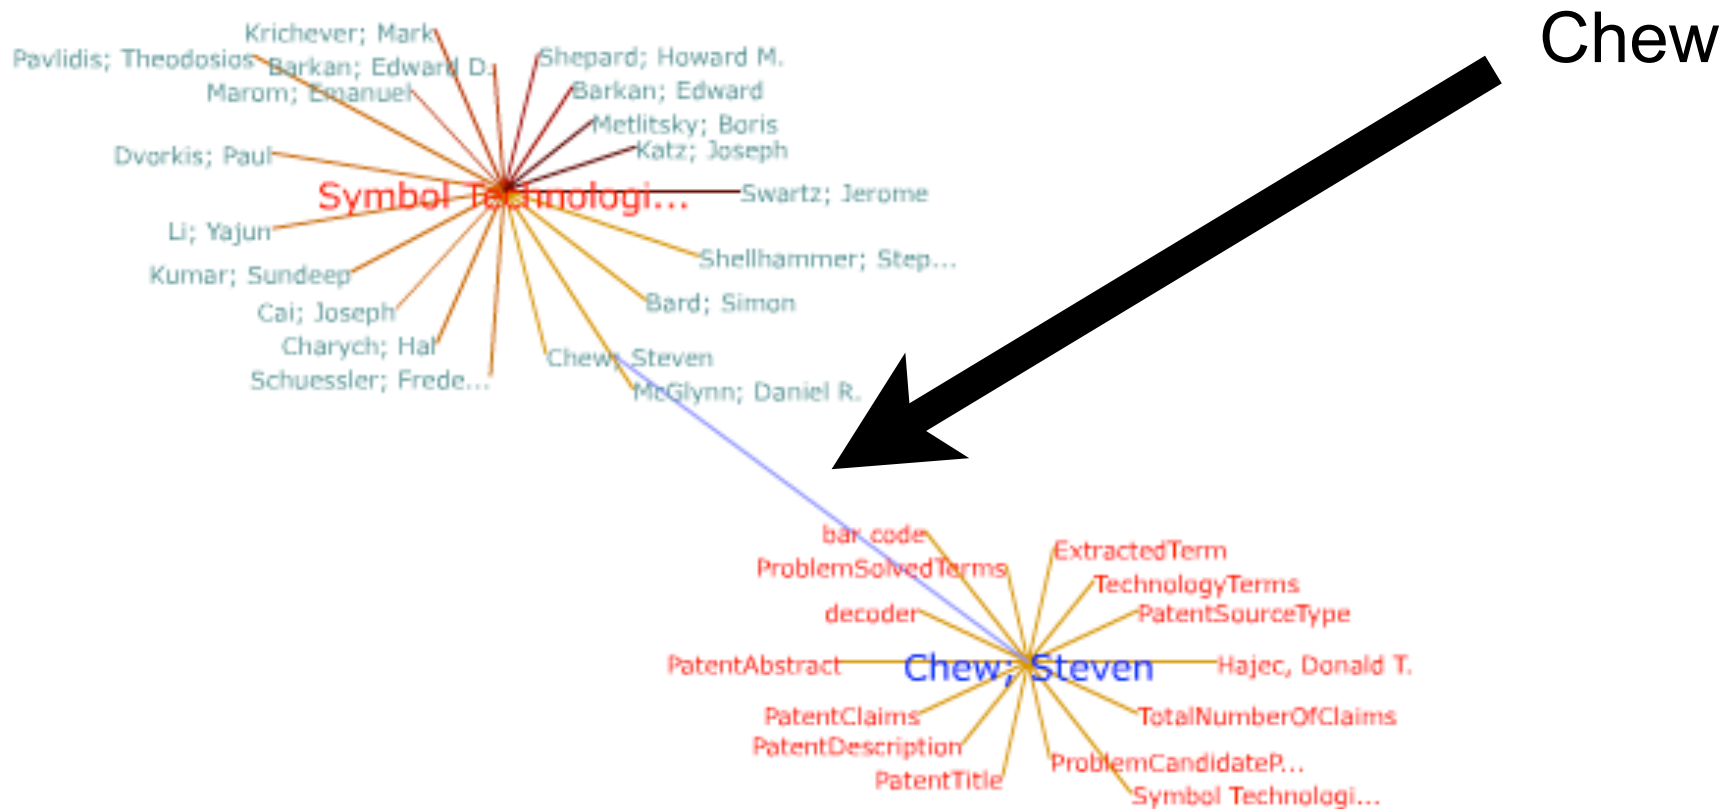 Chew
Krichever; Mark
Pavlidis; Theodosios
Barkan; Edward D.
Shepard; Howard M.
Marom; Emanuel
Barkan; Edward
Metlitsky; Boris
Dvorkis; Paul
Katz; Joseph
Symbol Technologi...
Swartz; Jerome
Li; Yajun
Shellhammer; Step...
Kumar; Sundeep
Bard; Simon
Cai; Joseph
Charych; Hal
Chew; Steven
Schuessler; Frede...
McGlynn; Daniel R.
bar code
ExtractedTerm
ProblemSolvedTerms
TechnologyTerms
decoder
PatentSourceType
PatentAbstract
Chew; Steven
Hajec, Donald T.
PatentClaims
TotalNumberOfClaims
PatentDescription
ProblemCandidateP...
PatentTitle
Symbol Technologi...